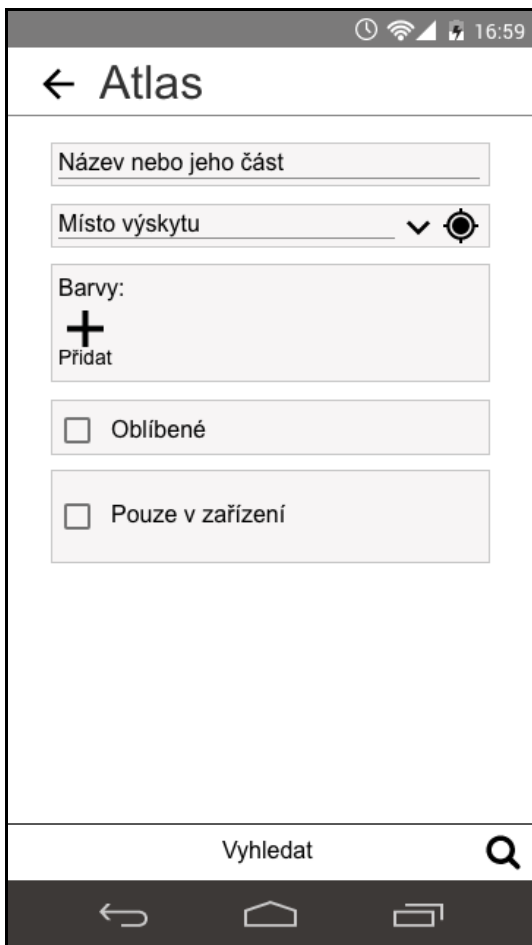 16:59
Atlas
Název nebo jeho část
Místo výskytu
Barvy:
Přidat
Oblíbené
Pouze v zařízení
Vyhledat